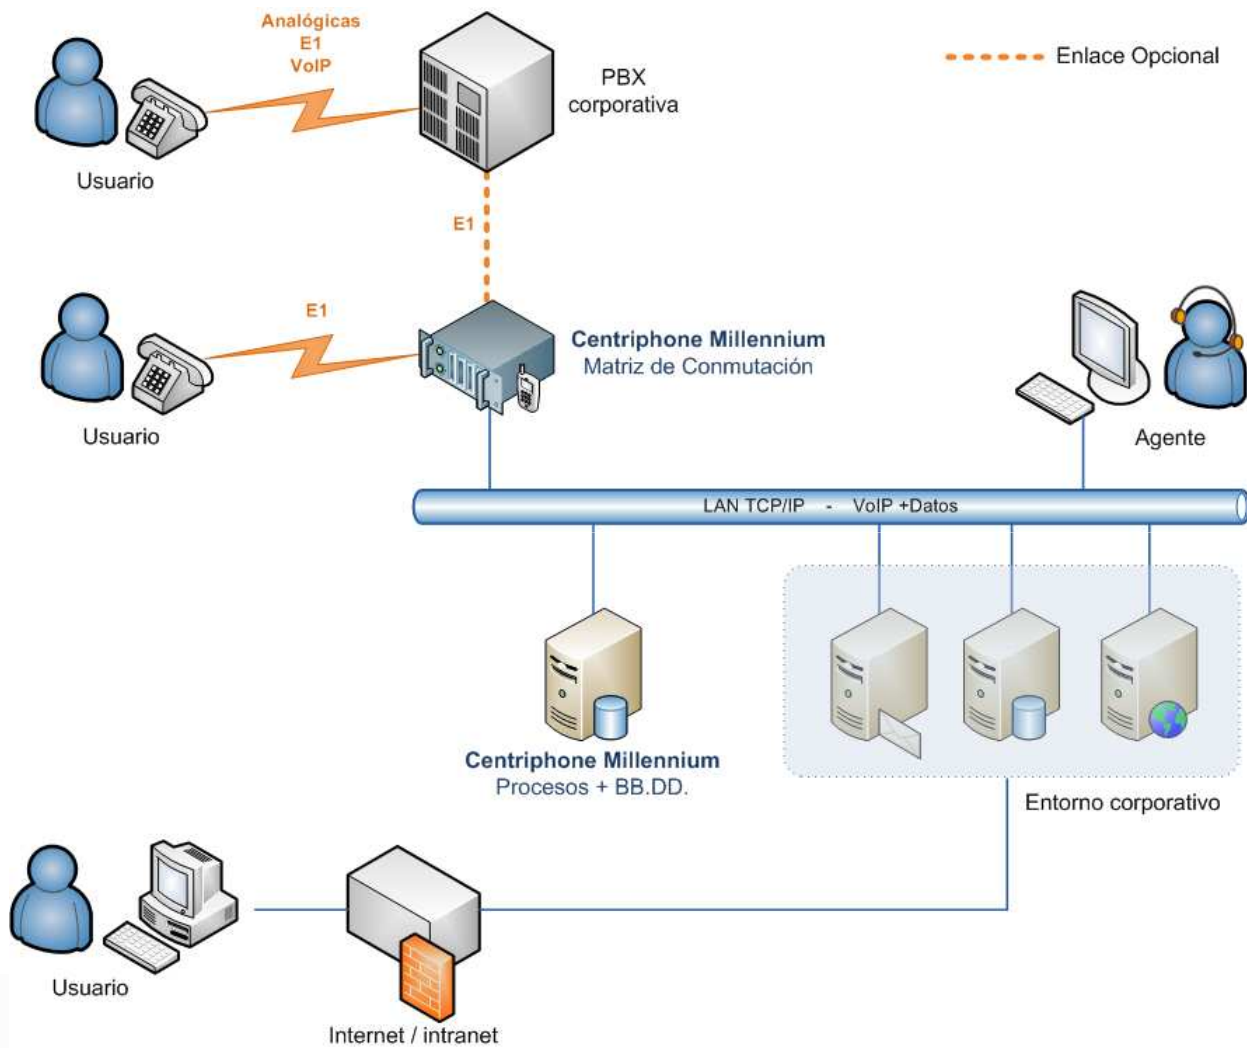 Analógicas
E1
VoIP
Enlace Opcional
PBX
corporativa
Usuario
E1
E1
Centriphone Millennium
Matriz de Conmutación
Usuario
Agente
LAN TCP/IP - VoIP +Datos
Centriphone Millennium
Procesos + BB.DD.
Entorno corporativo
Usuario
Internet / intranet